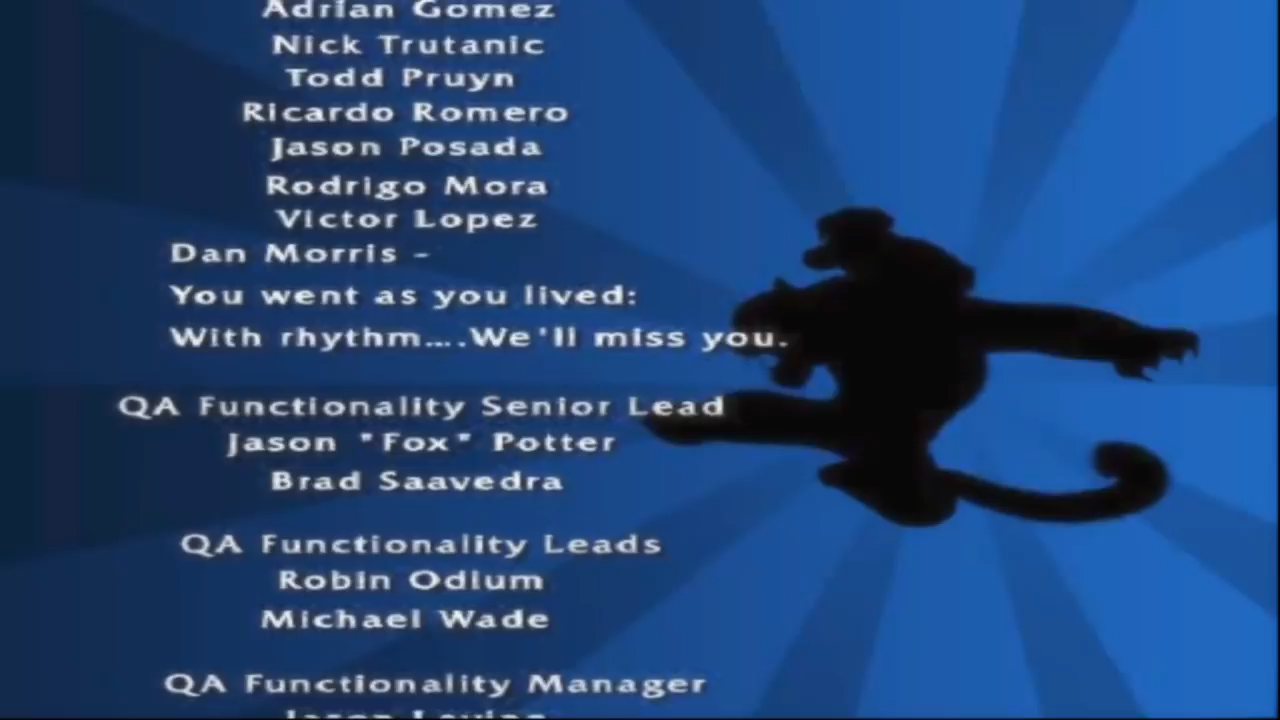 Adrian Gomez
Nick Trutanic
Todd Pruyn
Ricardo Romero
Jason Posada
Rodrigo Mora
Victor Lopez
Dan Morris -
You went as you lived:
With rhythm....We'll miss you.
QA Functionality Senior Lead
Jason "Fox" Potter
Brad Saavedra
QA Functionality Leads
Robin Odlum
Michael Wade
QA Functionality Manager
Jason